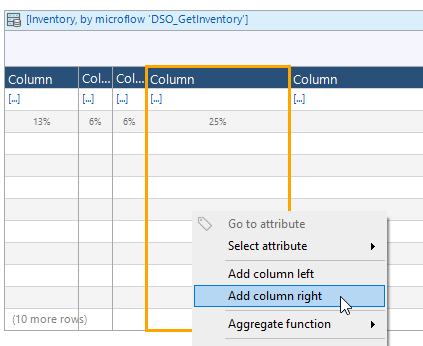 [Inventory, by microflow 'DSO_GetInventory']
Column Col... Col... Column Column
[...] [...] [...] [...] [...]
13% 6% 6% 25%
Go to attribute
Select attribute
Add column left
Add column right
Aggregate function
(10 more rows)